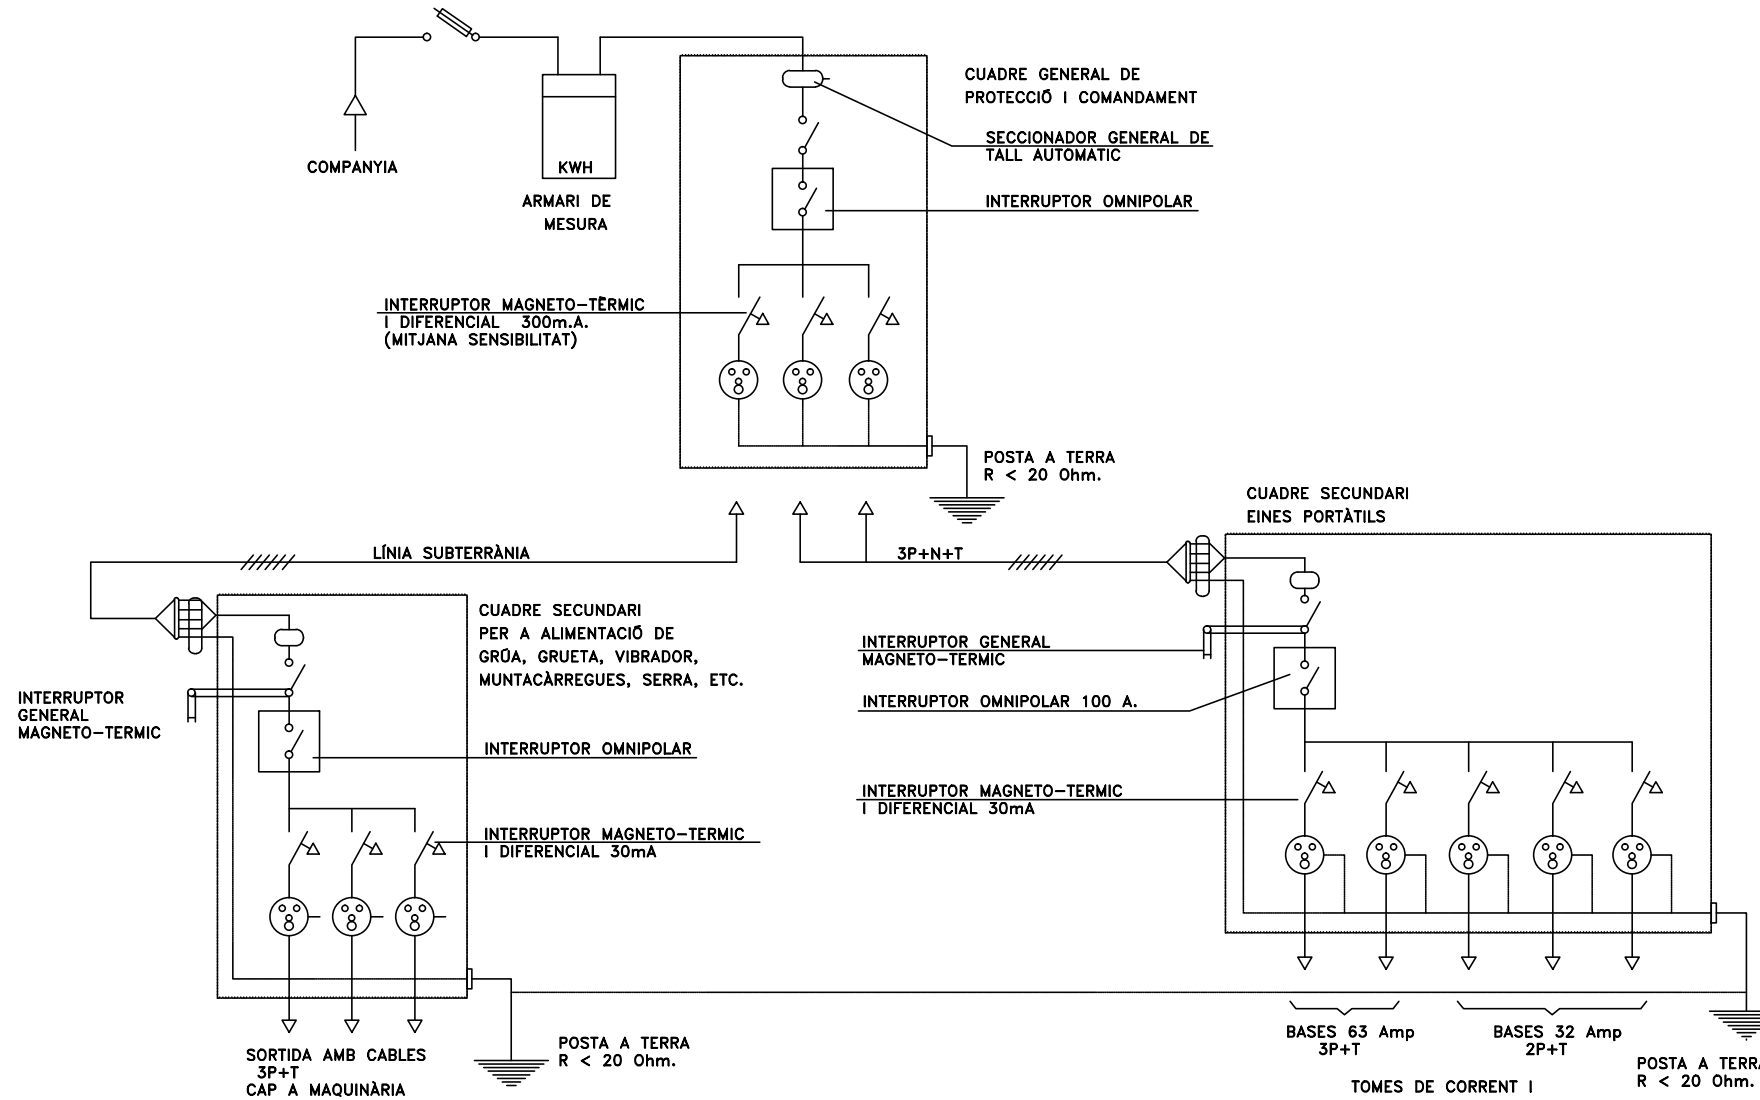 CUADRE GENERAL DE
PROTECCIÓ I COMANDAMENT
SECCIONADOR GENERAL DE
TALL AUTOMATIC
COMPANYIA
KWH
ARMARI DE
MESURA
INTERRUPTOR OMNIPOLAR
INTERRUPTOR MAGNETO-TÈRMIC
I DIFERENCIAL 300m.A.
(MITJANA SENSIBILITAT)
POSTA A TERRA
R < 20 Ohm.
CUADRE SECUNDARI
EINES PORTÀTILS
LÍNIA SUBTERRÀNIA
3P+N+T
CUADRE SECUNDARI
PER A ALIMENTACIÓ DE
GRÚA, GRUETA, VIBRADOR,
MUNTACÀRREGUES, SERRA, ETC.
INTERRUPTOR GENERAL
MAGNETO-TERMIC
INTERRUPTOR OMNIPOLAR 100 A.
INTERRUPTOR
GENERAL
MAGNETO-TERMIC
INTERRUPTOR OMNIPOLAR
INTERRUPTOR MAGNETO-TERMIC
I DIFERENCIAL 30mA
INTERRUPTOR MAGNETO-TERMIC
I DIFERENCIAL 30mA
SORTIDA AMB CABLES
3P+T
CAP A MAQUINÀRIA
POSTA A TERRA
R < 20 Ohm.
BASES 63 Amp
3P+T
BASES 32 Amp
2P+T
TOMES DE CORRENT I
POSTA A TERRA
R < 20 Ohm.